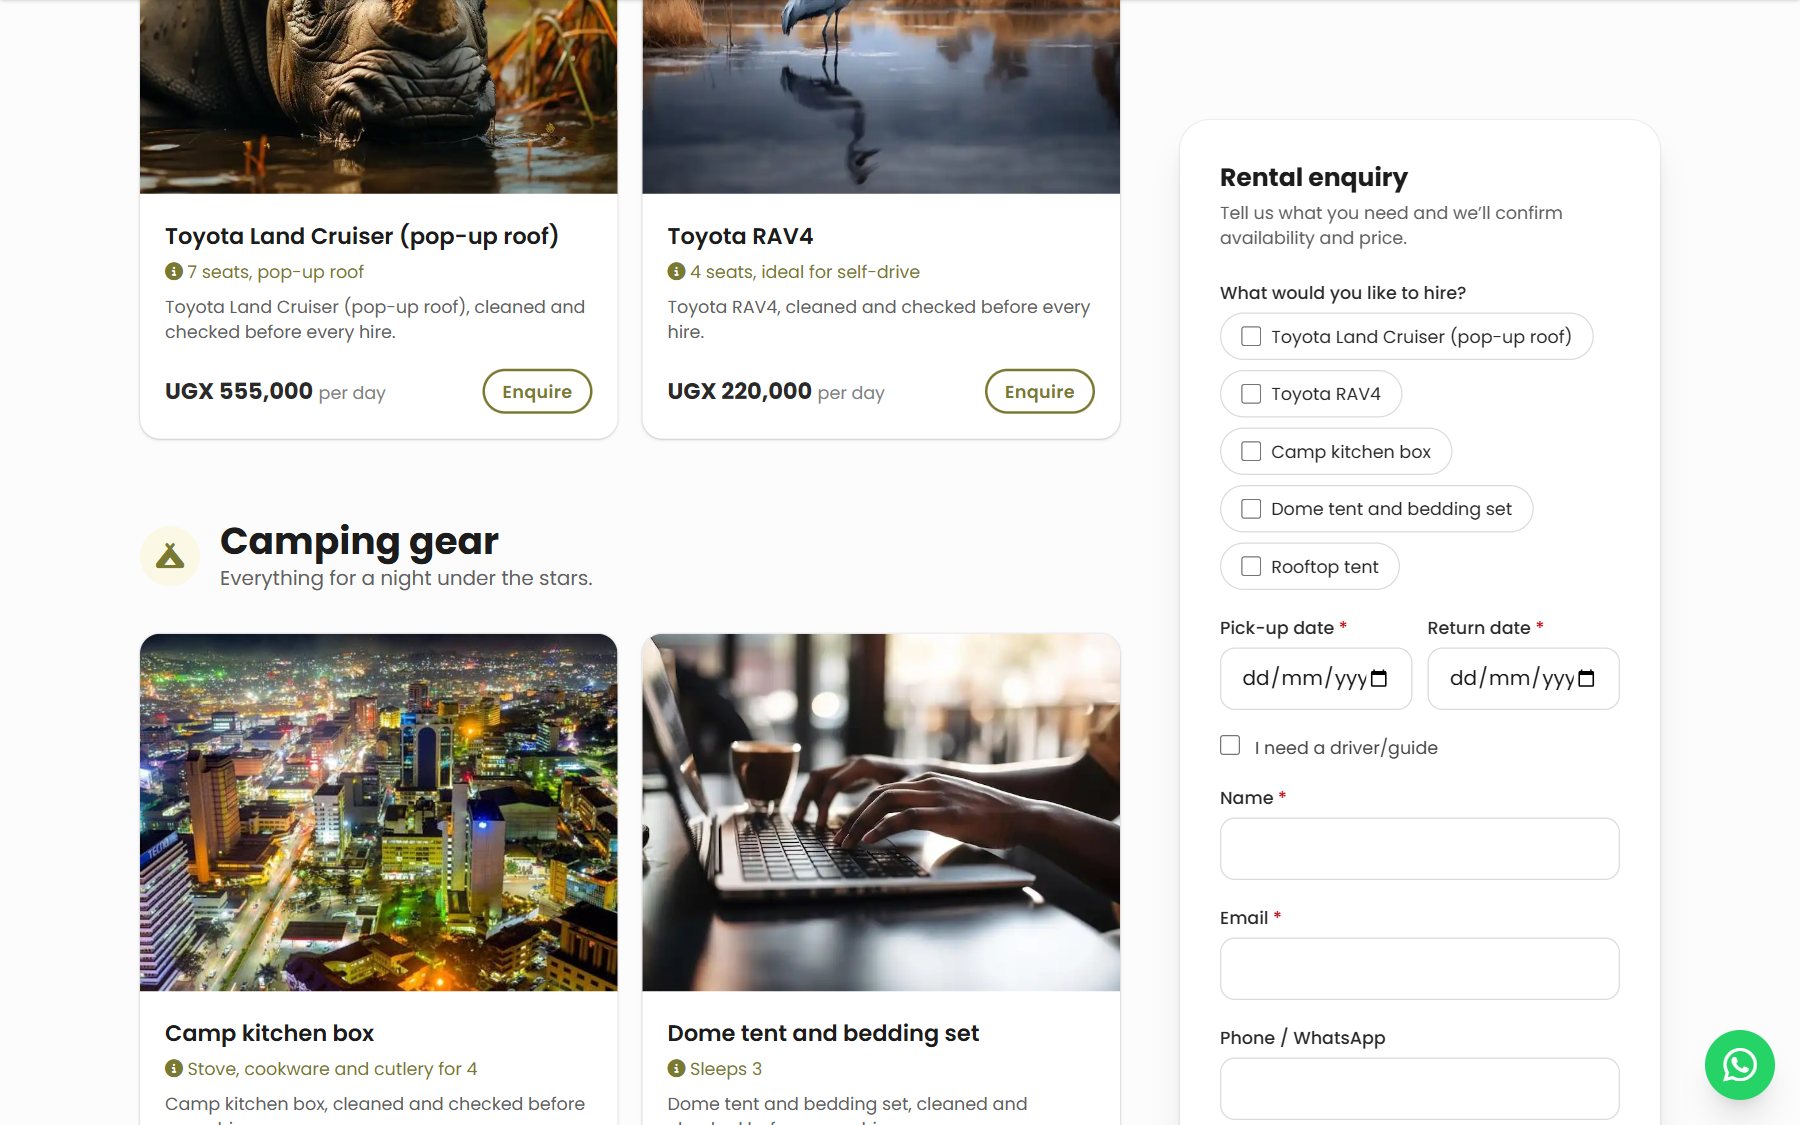 Toyota Land Cruiser (pop-up roof)
7 seats, pop-up roof
Toyota Land Cruiser (pop-up roof), cleaned and
checked before every hire.
UGX 555,000 per day
Enquire
Toyota RAV4
4 seats, ideal for self-drive
Toyota RAV4, cleaned and checked before every
hire.
UGX 220,000 per day
Enquire
Camping gear
Everything for a night under the stars.
TECNO
Camp kitchen box
Stove, cookware and cutlery for 4
Camp kitchen box, cleaned and checked before
Dome tent and bedding set
Sleeps 3
Dome tent and bedding set, cleaned and
Rental enquiry
Tell us what you need and we’ll confirm
availability and price.
What would you like to hire?
Toyota Land Cruiser (pop-up roof)
Toyota RAV4
Camp kitchen box
Dome tent and bedding set
Rooftop tent
Pick-up date *
Return date *
dd/mm/yyy
dd/mm/yyy
I need a driver/guide
Name *
Email *
Phone / WhatsApp